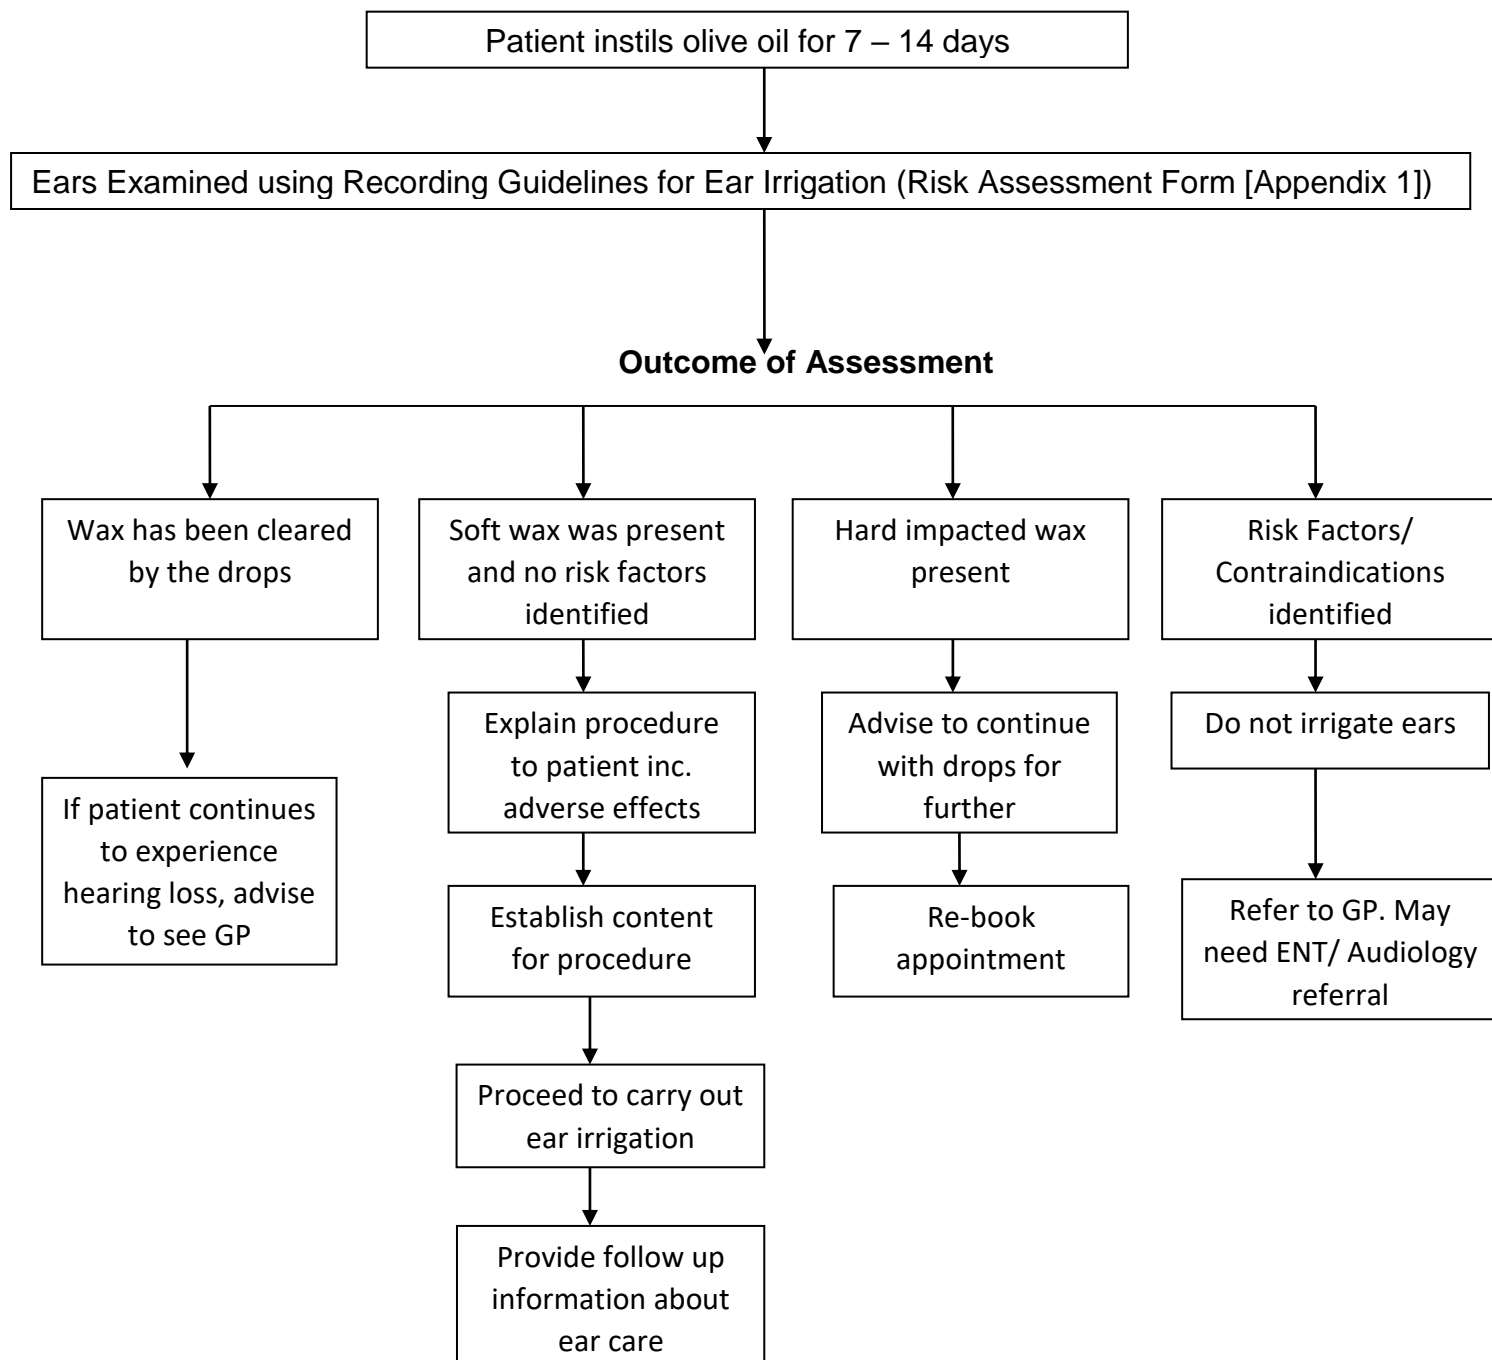 Patient instils olive oil for 7 – 14 days
Ears Examined using Recording Guidelines for Ear Irrigation (Risk Assessment Form [Appendix 1])
Outcome of Assessment
Wax has been cleared
by the drops
If patient continues
to experience
hearing loss, advise
to see GP
Soft wax was present
and no risk factors
identified
Explain procedure
to patient inc.
adverse effects
Establish content
for procedure
Proceed to carry out
ear irrigation
Provide follow up
information about
ear care
Hard impacted wax
present
Advise to continue
with drops for
further
Re-book
appointment
Risk Factors/
Contraindications
identified
Do not irrigate ears
Refer to GP. May
need ENT/ Audiology
referral